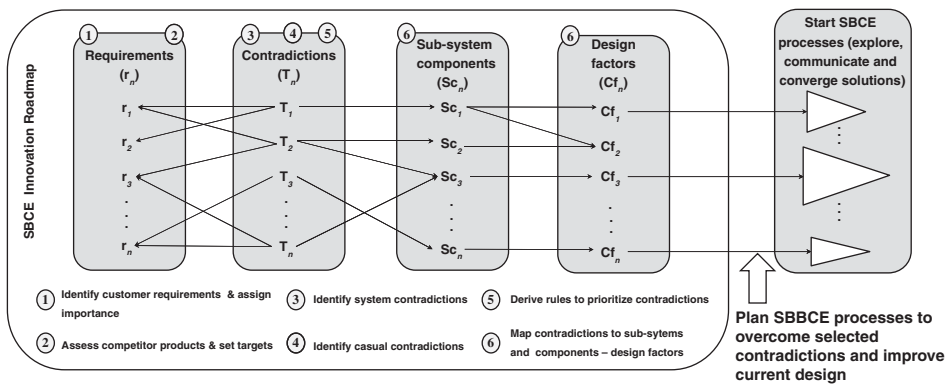 SBCE Innovation Roadmap
1 2
Requirements
(rn)
r1
r2
r3
rn
3 4 5
Contradictions
(Tn)
T1
T2
T3
Tn
6
Sub-system
components
(Scn)
Sc1
Sc2
Sc3
Scn
6
Design
factors
(Cfn)
Cf1
Cf2
Cf3
Cfn
Start SBCE
processes (explore,
communicate and
converge solutions)
1 Identify customer requirements & assign
importance
2 Assess competitor products & set targets
3 Identify system contradictions
4 Identify casual contradictions
5 Derive rules to prioritize contradictions
6 Map contradictions to sub-sytems
and components – design factors
Plan SBBCE processes to
overcome selected
contradictions and improve
current design